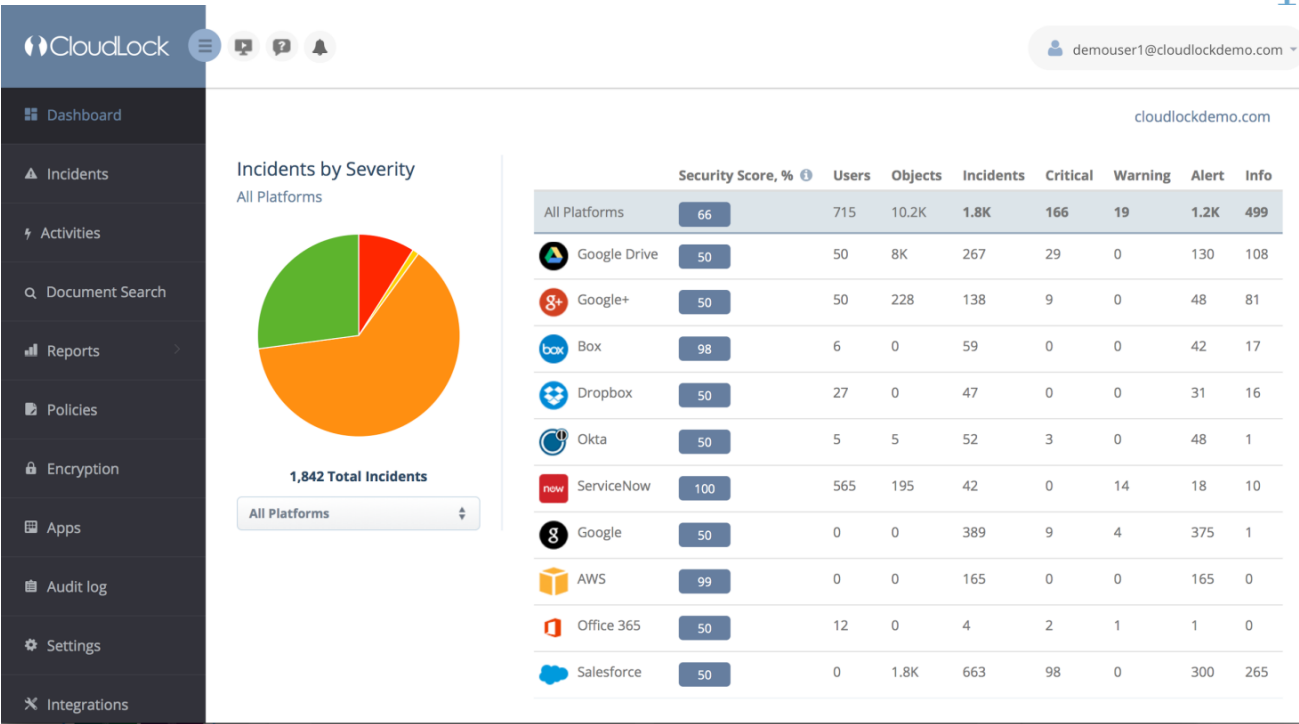 CloudLock
demouser1@cloudlockdemo.com
Dashboard
Incidents
Activities
Document Search
Reports
Policies
Encryption
Apps
Audit log
Settings
Integrations
cloudlockdemo.com
Incidents by Severity
All Platforms
1,842 Total Incidents
All Platforms
Security Score, % Users Objects Incidents Critical Warning Alert Info
All Platforms 66 715 10.2K 1.8K 166 19 1.2K 499
Google Drive 50 50 8K 267 29 0 130 108
g+ Google+ 50 50 228 138 9 0 48 81
box Box 98 6 0 59 0 0 42 17
Dropbox 50 27 0 47 0 0 31 16
Okta 50 5 5 52 3 0 48 1
now ServiceNow 100 565 195 42 0 14 18 10
g Google 50 0 0 389 9 4 375 1
AWS 99 0 0 165 0 0 165 0
Office 365 50 12 0 4 2 1 1 0
Salesforce 50 0 1.8K 663 98 0 300 265